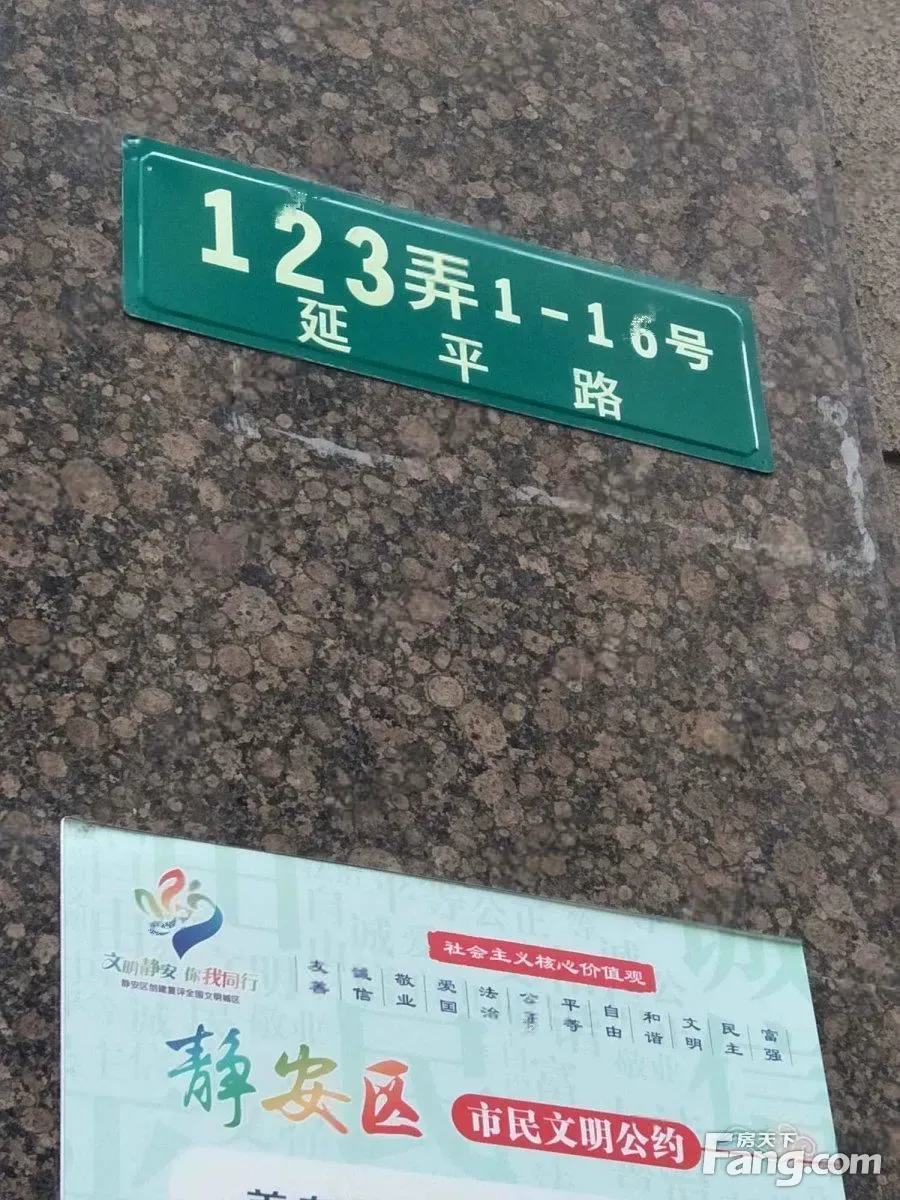 123弄1-16号
延平路
社会主义核心价值观
文明静安 你我同行
静安区创建复评全国文明城区
友善 诚信 敬业 爱国 法治 公正 平等 自由 和谐 文明 民主 富强
静安区
市民文明公约
房天下
Fang.com